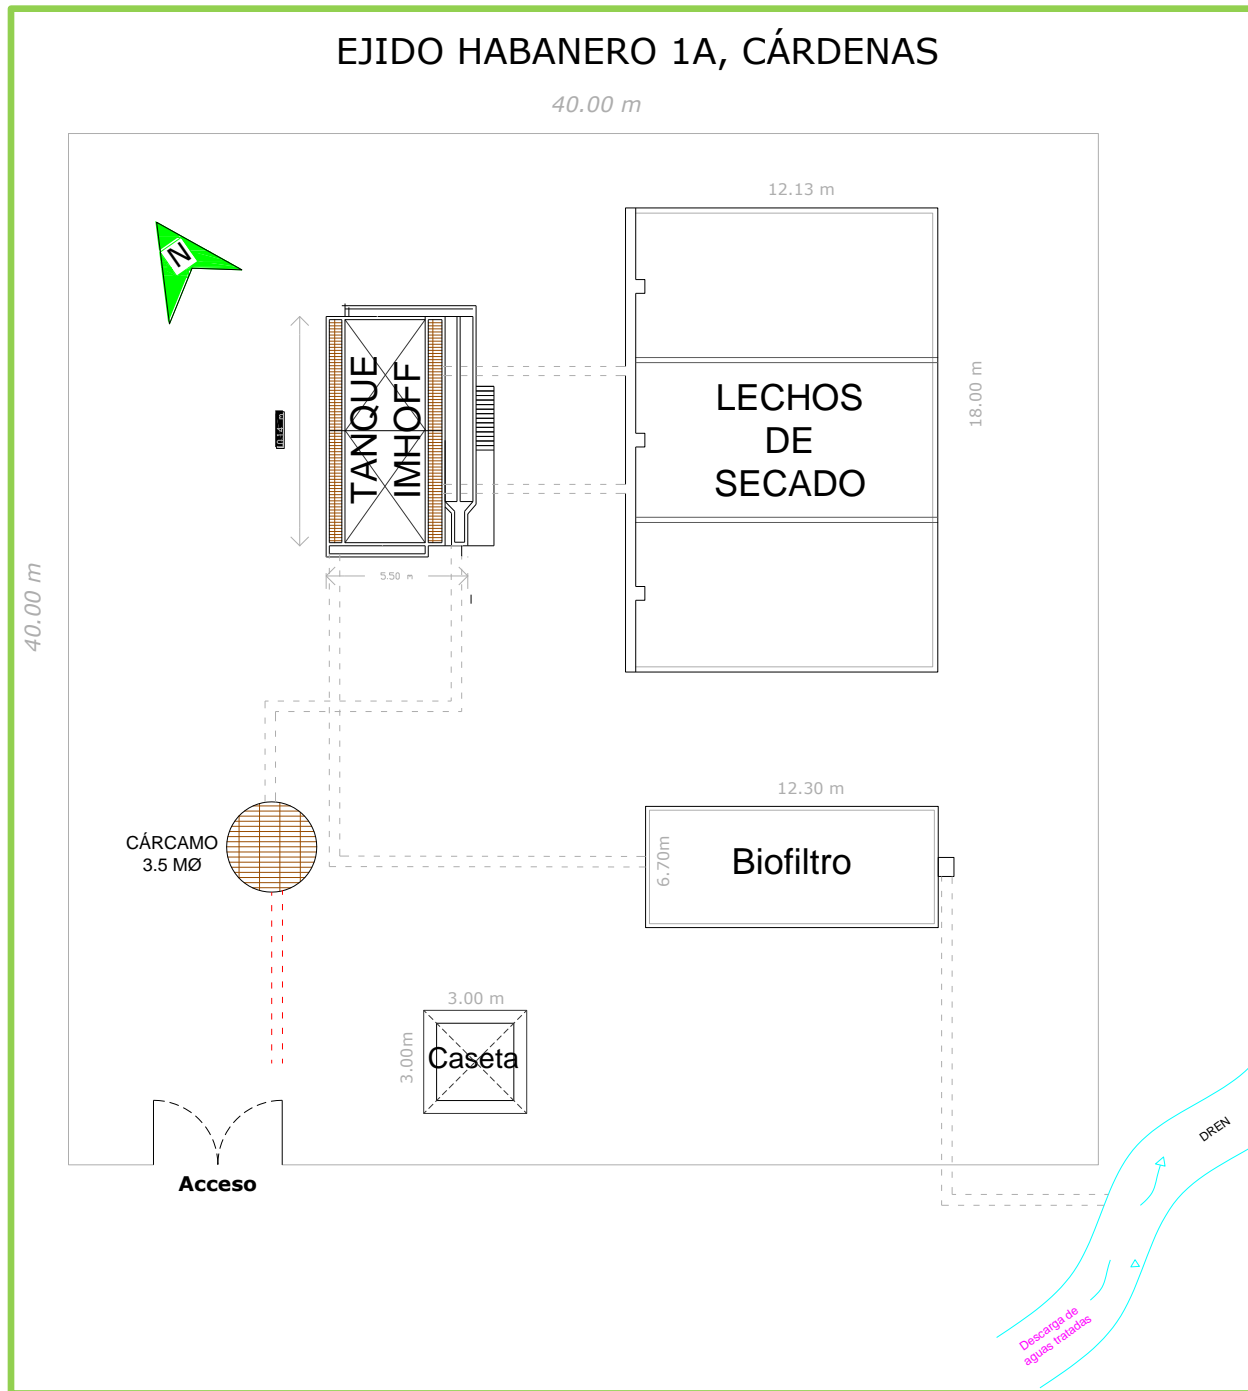 EJIDO HABANERO 1A, CÁRDENAS
40.00 m
12.13 m
N
TANQUE
IMHOFF
LECHOS
DE
SECADO
18.00 m
5.50 m
40.00 m
12.30 m
CÁRCAMO
3.5 MØ
6.70m
Biofiltro
3.00 m
3.00m
Caseta
DREN
Acceso
Descarga de
aguas tratadas